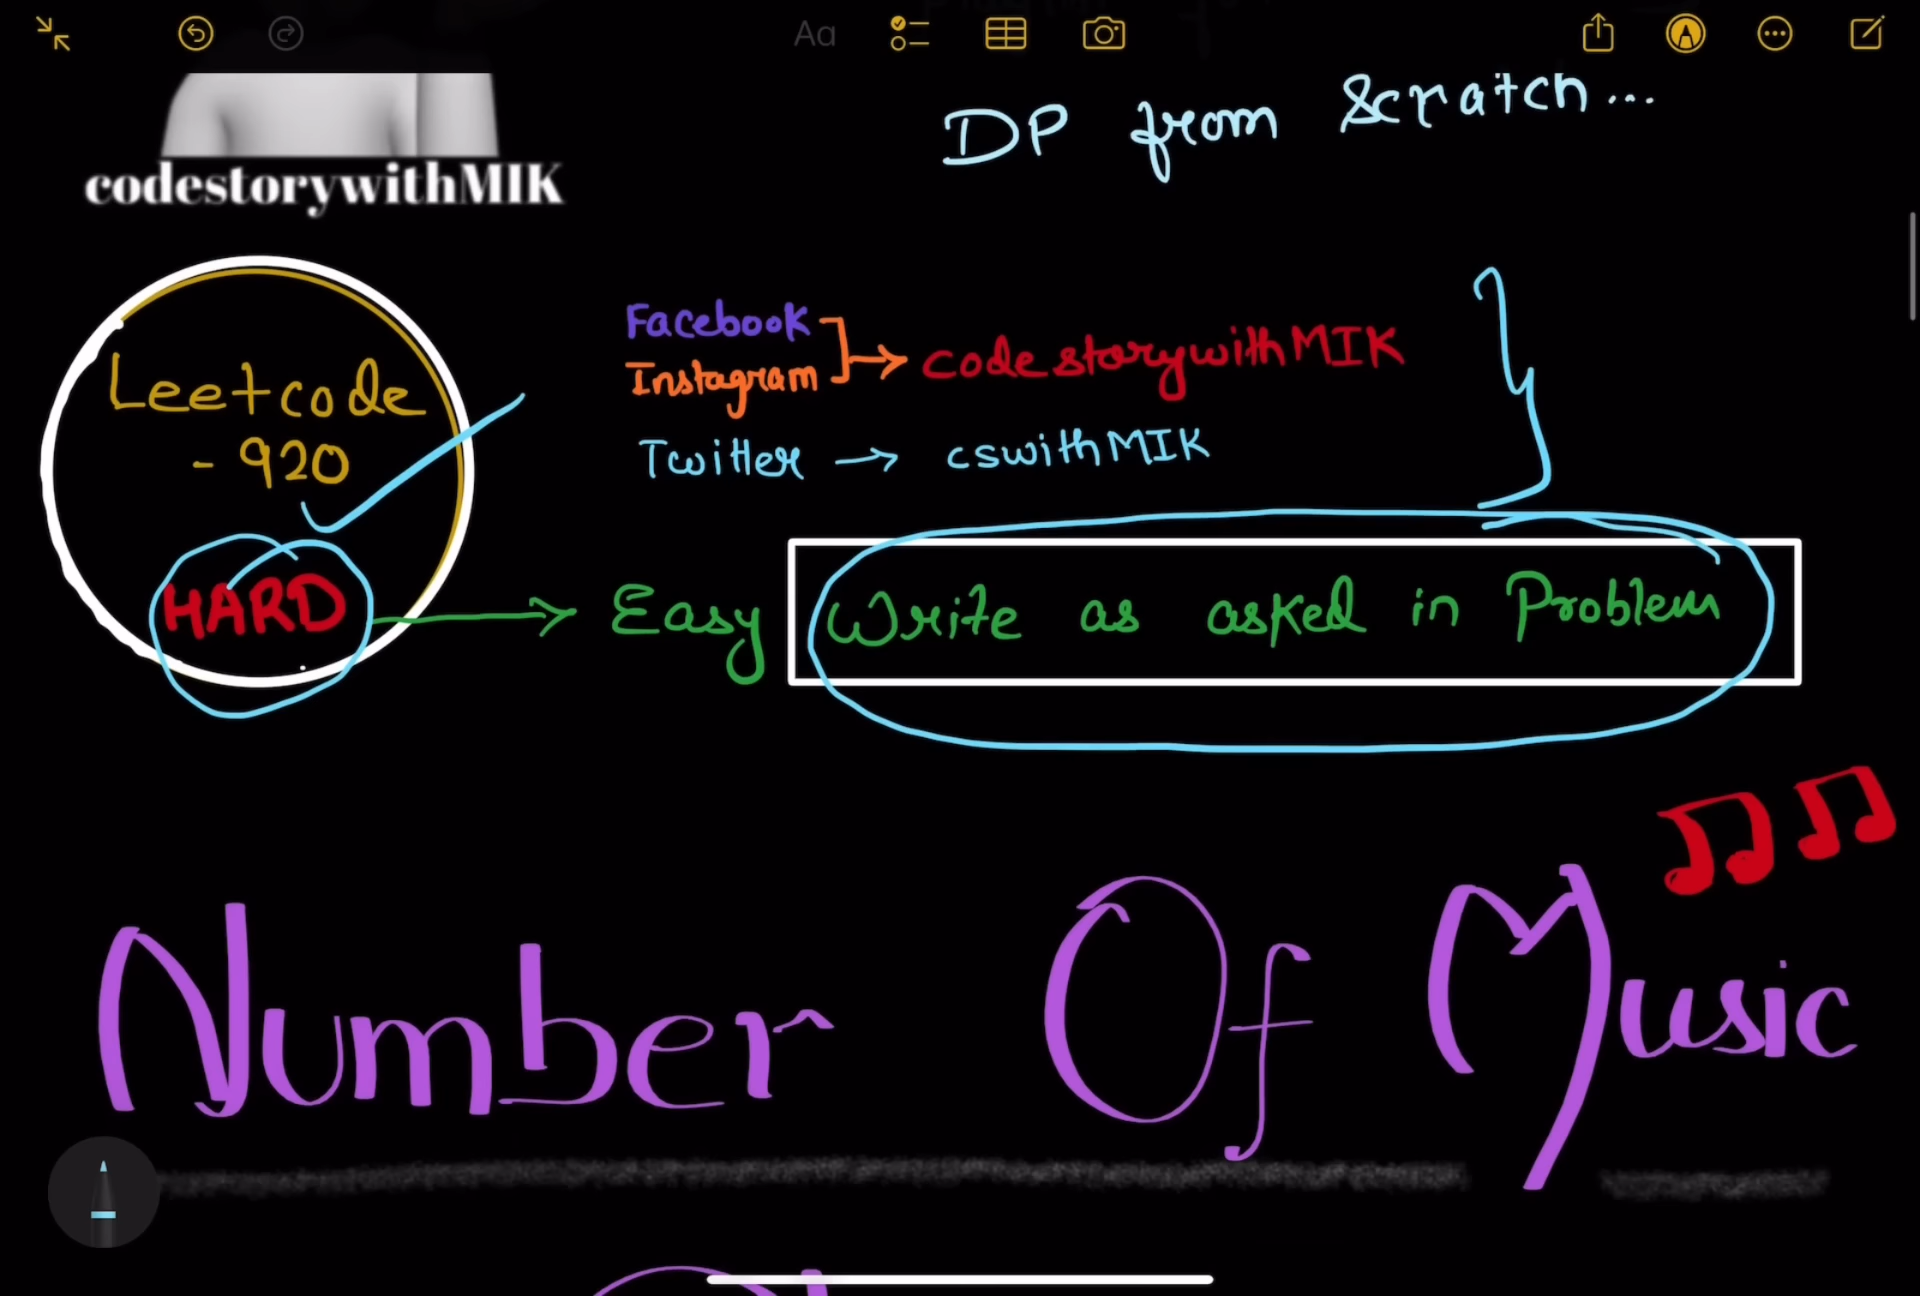 Aa
DP from Scratch...
codestorywithMIK
Leetcode
- 920
HARD
Facebook
Instagram
codestorywithMIK
Twitter → cswithMIK
→ Easy
Write as asked in Problem
Number Of Music